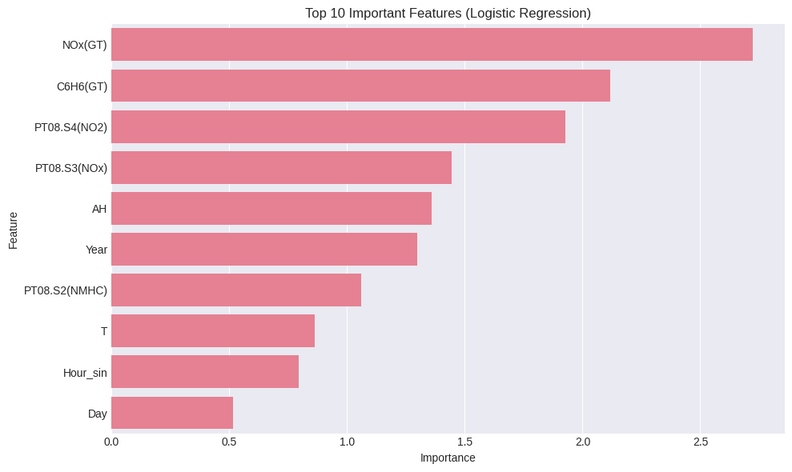 Top 10 Important Features (Logistic Regression)
NOx(GT)
C6H6(GT)
PT08.S4(NO2)
PT08.S3(NOx)
AH
Year
PT08.S2(NMHC)
T
Hour_sin
Day
Feature
0.0 0.5 1.0 1.5 2.0 2.5
Importance